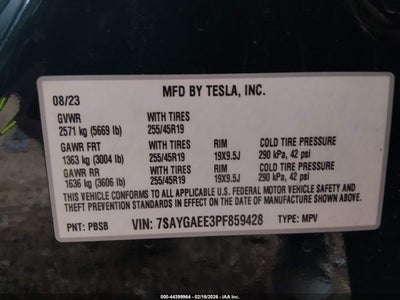 MFD BY TESLA, INC.
08/23
GVWR WITH TIRES
2571 kg (5669 lb) 255/45R19
GAWR FRT WITH TIRES RIM COLD TIRE PRESSURE
1363 kg (3004 lb) 255/45R19 19X9.5J 290 kPa, 42 psi
GAWR RR WITH TIRES RIM COLD TIRE PRESSURE
1636 kg (3606 lb) 255/45R19 19X9.5J 290 kPa, 42 psi
THIS VEHICLE CONFORMS TO ALL APPLICABLE U.S. FEDERAL MOTOR VEHICLE SAFETY AND
THEFT PREVENTION STANDARDS IN EFFECT ON THE DATE OF MANUFACTURE SHOWN ABOVE.
PNT: PBSB VIN: 7SAYGAEE3PF859428 TYPE: MPV
000-44399964 - 02/18/2026 - IAAI.COM